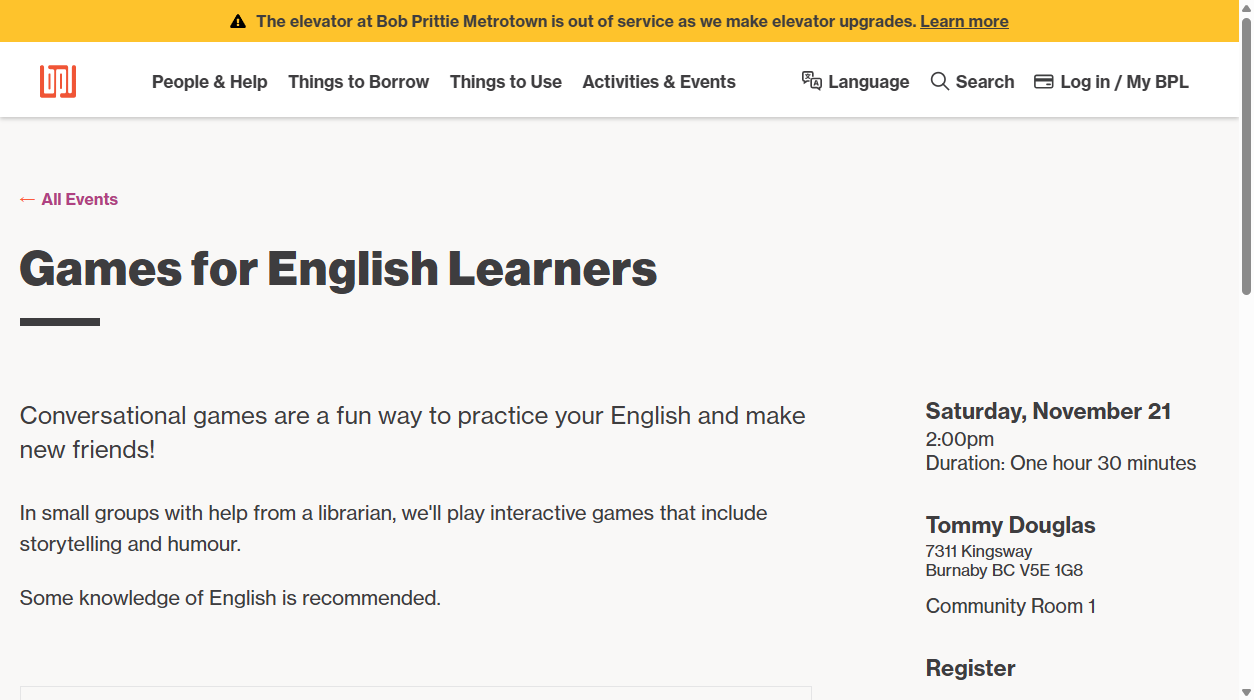 The elevator at Bob Prittie Metrotown is out of service as we make elevator upgrades. Learn more
People & Help Things to Borrow Things to Use Activities & Events Language Search Log in / My BPL
← All Events
Games for English Learners
Conversational games are a fun way to practice your English and make
new friends!
In small groups with help from a librarian, we'll play interactive games that include
storytelling and humour.
Some knowledge of English is recommended.
Saturday, November 21
2:00pm
Duration: One hour 30 minutes
Tommy Douglas
7311 Kingsway
Burnaby BC V5E 1G8
Community Room 1
Register